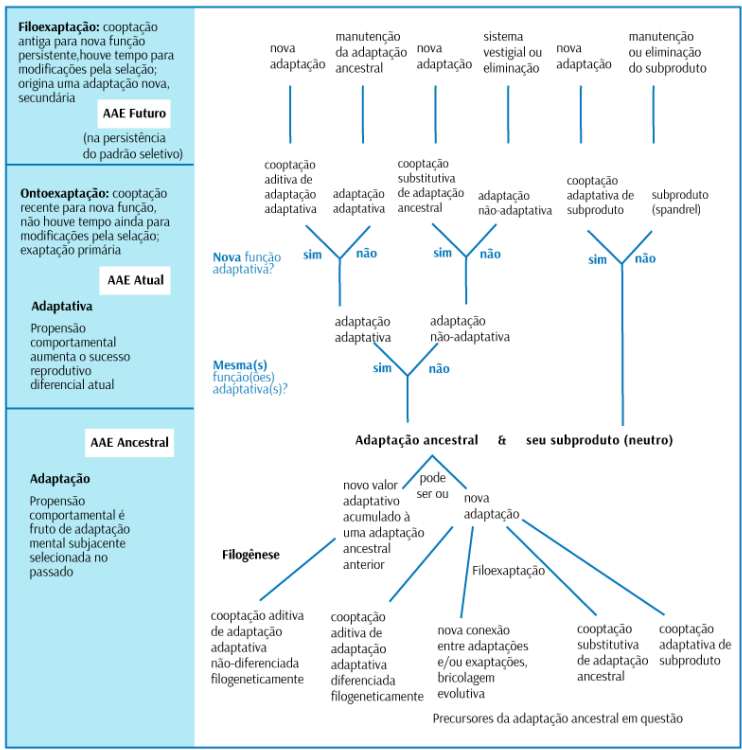 Filoexaptação: cooptação
antiga para nova função
persistente,houve tempo para
modificações pela seleção;
origina uma adaptação nova,
secundária
AAE Futuro
(na persistência
do padrão seletivo)
nova
adaptação
manutenção
da adaptação
ancestral
nova
adaptação
sistema
vestigial ou
eliminação
nova
adaptação
manutenção
ou eliminação
do subproduto
Ontoexaptação: cooptação
recente para nova função,
não houve tempo ainda para
modificações pela seleção;
exaptação primária
AAE Atual
Adaptativa
Propensão
comportamental
aumenta o sucesso
reprodutivo
diferencial atual
cooptação
aditiva de
adaptação
adaptativa
adaptação
adaptativa
cooptação
substitutiva
de adaptação
ancestral
adaptação
não-adaptativa
cooptação
adaptativa de
subproduto
subproduto
(spandrel)
Nova função
adaptativa?
sim
não
sim
não
sim
não
adaptação
adaptativa
adaptação
não-adaptativa
Mesma(s)
função(ões)
adaptativa(s)?
sim
não
AAE Ancestral
Adaptação
Propensão
comportamental é
fruto de adaptação
mental subjacente
selecionada no
passado
Adaptação ancestral & seu subproduto (neutro)
pode
ser ou
novo valor
adaptativo
acumulado à
uma adaptação
ancestral
anterior
nova
adaptação
Filogênese
Filoexaptação
cooptação aditiva
de adaptação
adaptativa
não-diferenciada
filogeneticamente
cooptação
aditiva de
adaptação
adaptativa
diferenciada
filogeneticamente
nova conexão
entre adaptações
e/ou exaptações,
bricolagem
evolutiva
cooptação
substitutiva
de adaptação
ancestral
cooptação
adaptativa de
subproduto
Precursores da adaptação ancestral em questão